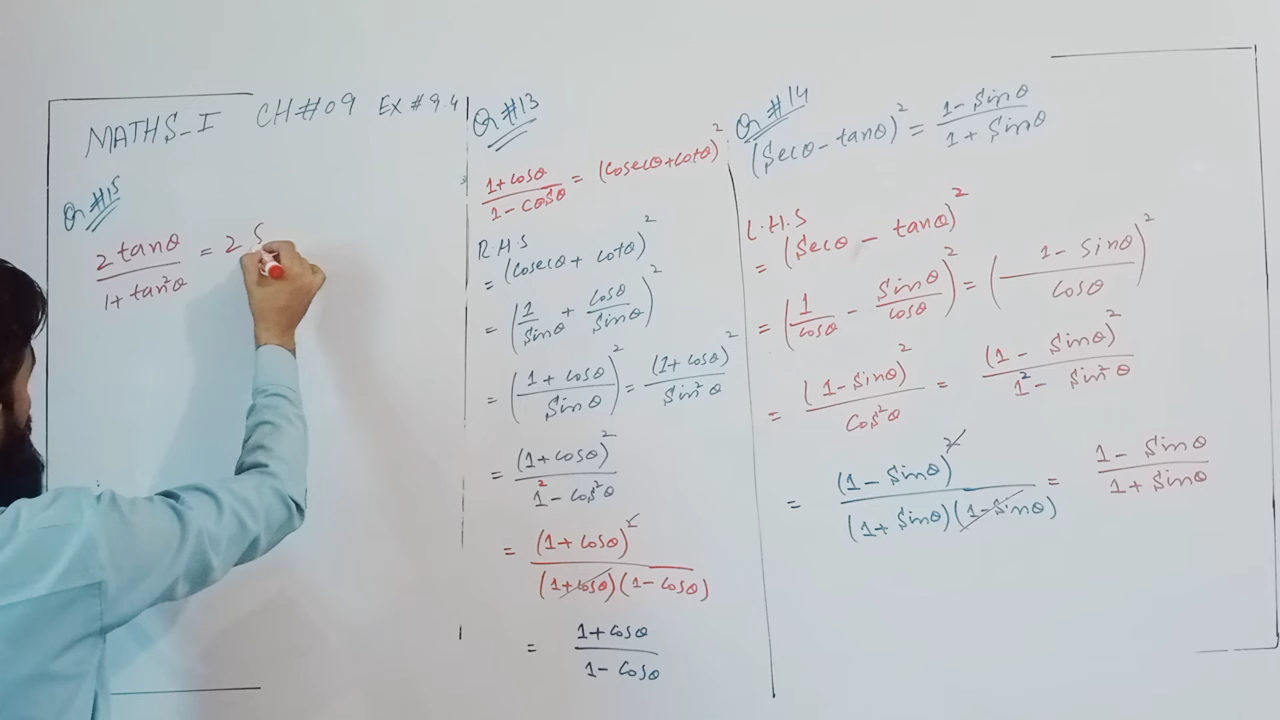 MATHS-I CH#09 EX#9.4
Q#15
2tanθ/1+tan²θ = 2 S
Q#13
1+cosθ/1-cosθ = (cosecθ+cotθ)²
R.H.S
= (cosecθ + cotθ)²
= (1/Sinθ + cosθ/Sinθ)²
= (1+cosθ/Sinθ)² = (1+cosθ)²/Sin²θ
= (1+cosθ)²/1²-cos²θ
= (1+cosθ)²/(1+cosθ)(1-cosθ)
= 1+cosθ/1-cosθ
Q#14
(Secθ-tanθ)² = 1-Sinθ/1+Sinθ
L.H.S
= (Secθ - tanθ)²
= (1/cosθ - Sinθ/cosθ)² = (1-Sinθ/cosθ)²
= (1-Sinθ)²/Cos²θ = (1-Sinθ)²/1²-Sin²θ
= (1-Sinθ)²/(1+Sinθ)(1-Sinθ) = 1-Sinθ/1+Sinθ